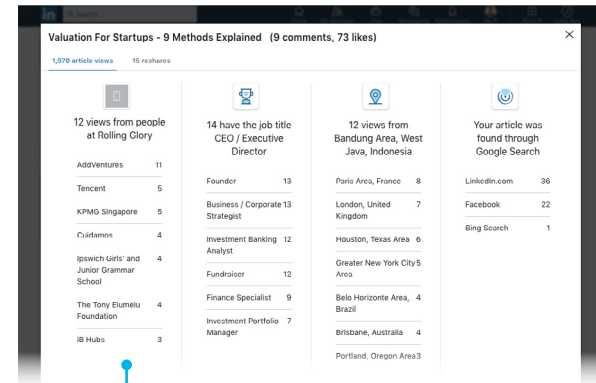 in
Search
Valuation For Startups - 9 Methods Explained (9 comments, 73 likes)
1,970 article views 15 reshares
12 views from people
at Rolling Glory
AddVentures 11
Tencent 5
KPMG Singapore 5
Cuidamos 4
Ipswich Girls' and 4
Junior Grammar
School
The Tony Elumelu 4
Foundation
iB Hubs 3
14 have the job title
CEO / Executive
Director
Founder 13
Business / Corporate 13
Strategist
Investment Banking 12
Analyst
Fundraiser 12
Finance Specialist 9
Investment Portfolio 7
Manager
12 views from
Bandung Area, West
Java, Indonesia
Paris Area, France 8
London, United 7
Kingdom
Houston, Texas Area 6
Greater New York City 5
Area
Belo Horizonte Area, 4
Brazil
Brisbane, Australia 4
Portland, Oregon Area 3
Your article was
found through
Google Search
LinkedIn.com 36
Facebook 22
Bing Search 1